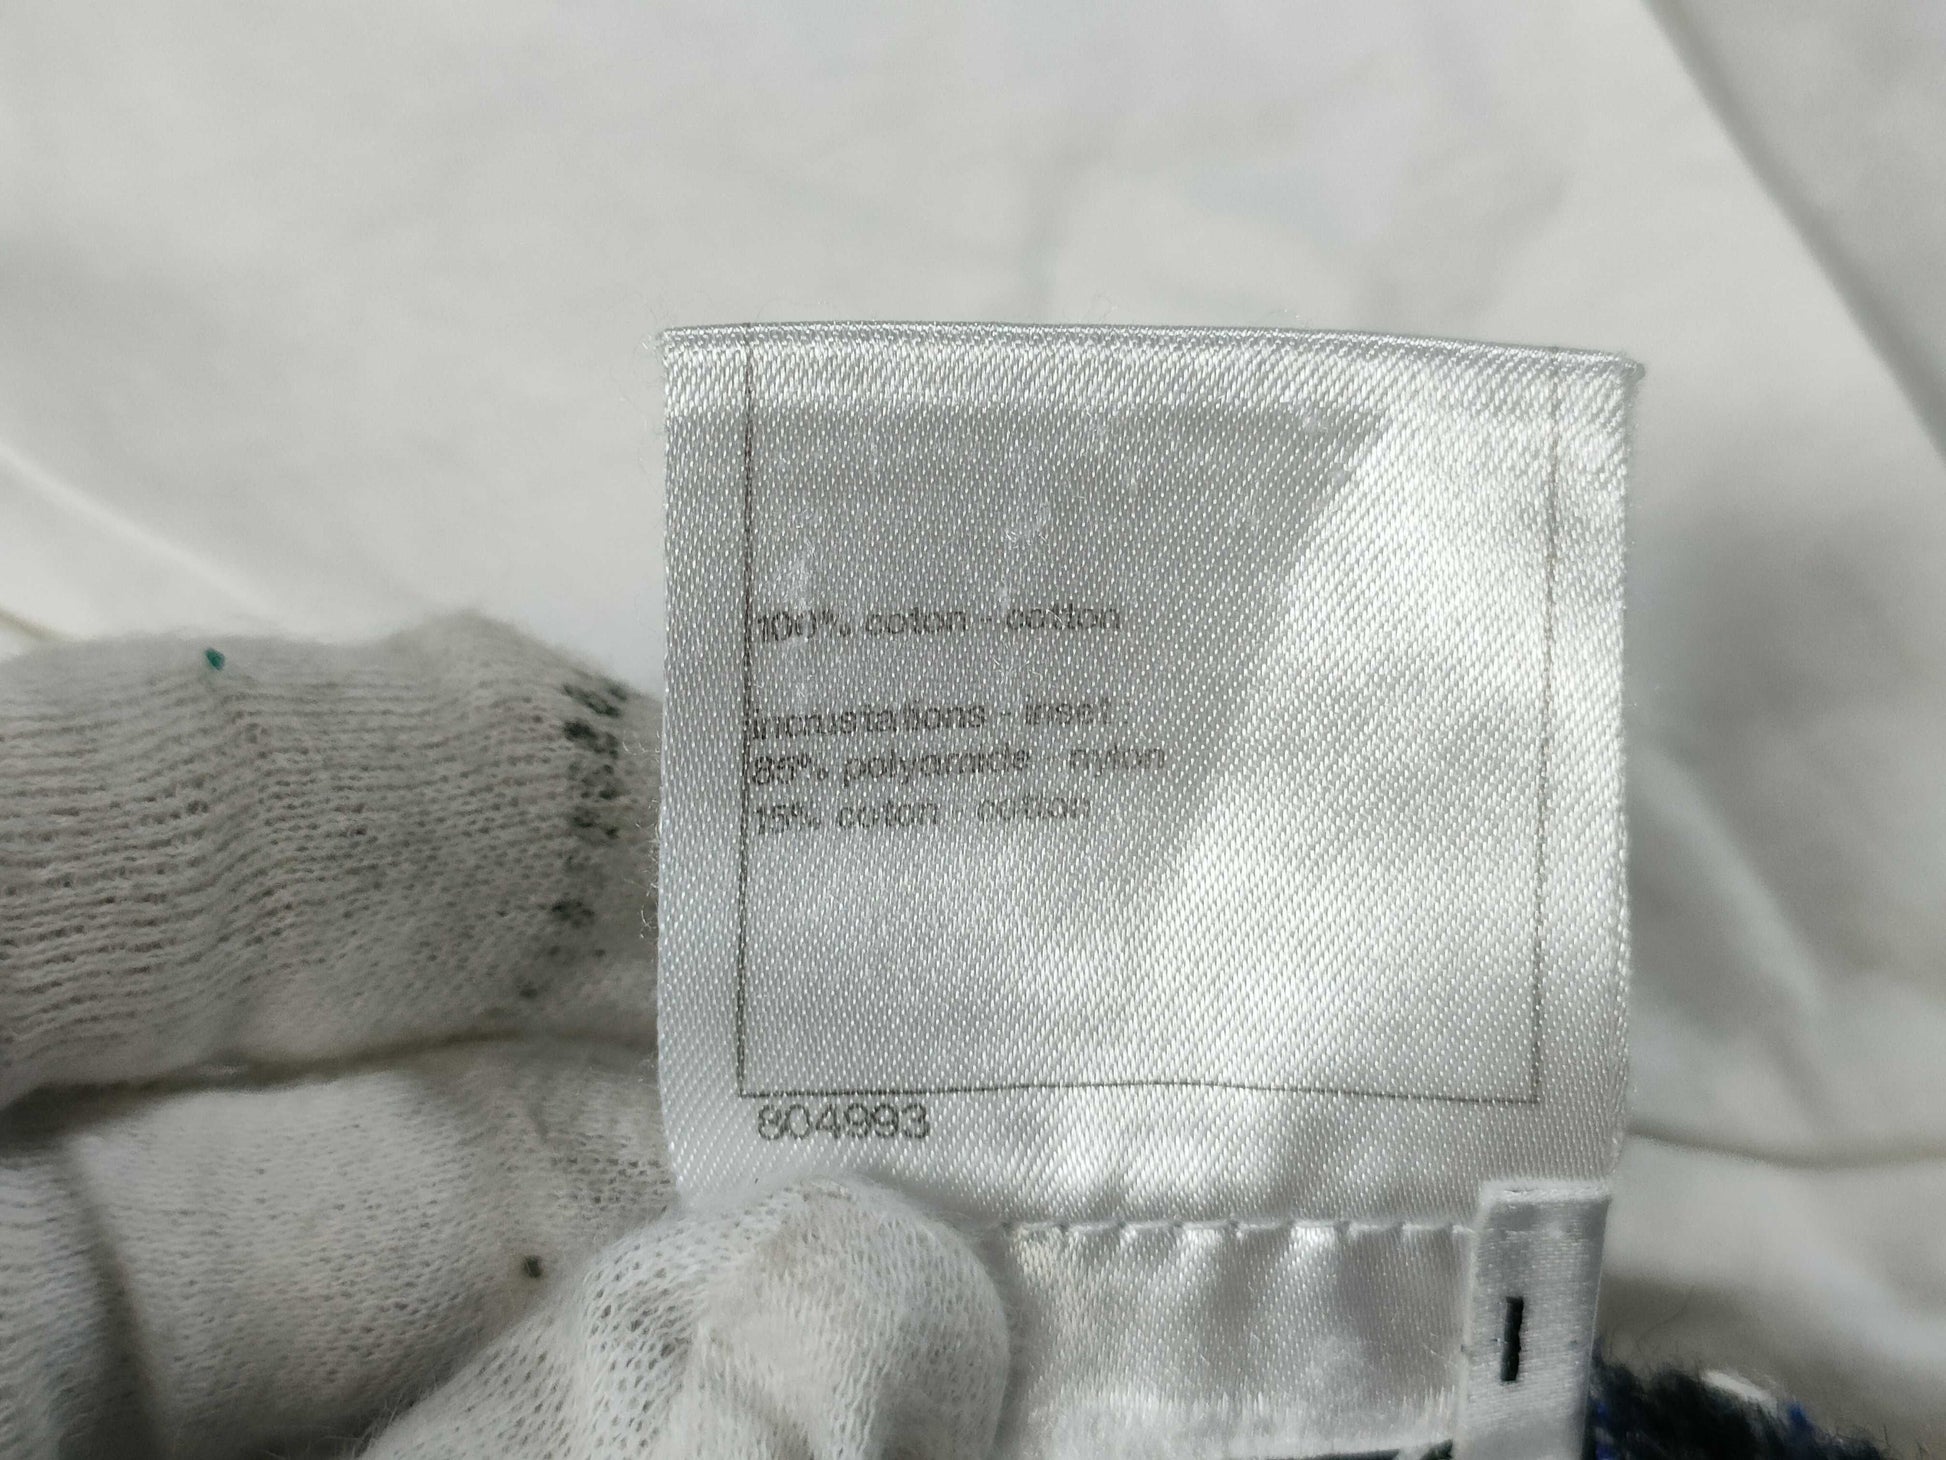 100% coton - cotton
incrustations - inset
85% polyamide - nylon
15% coton - cotton
804993